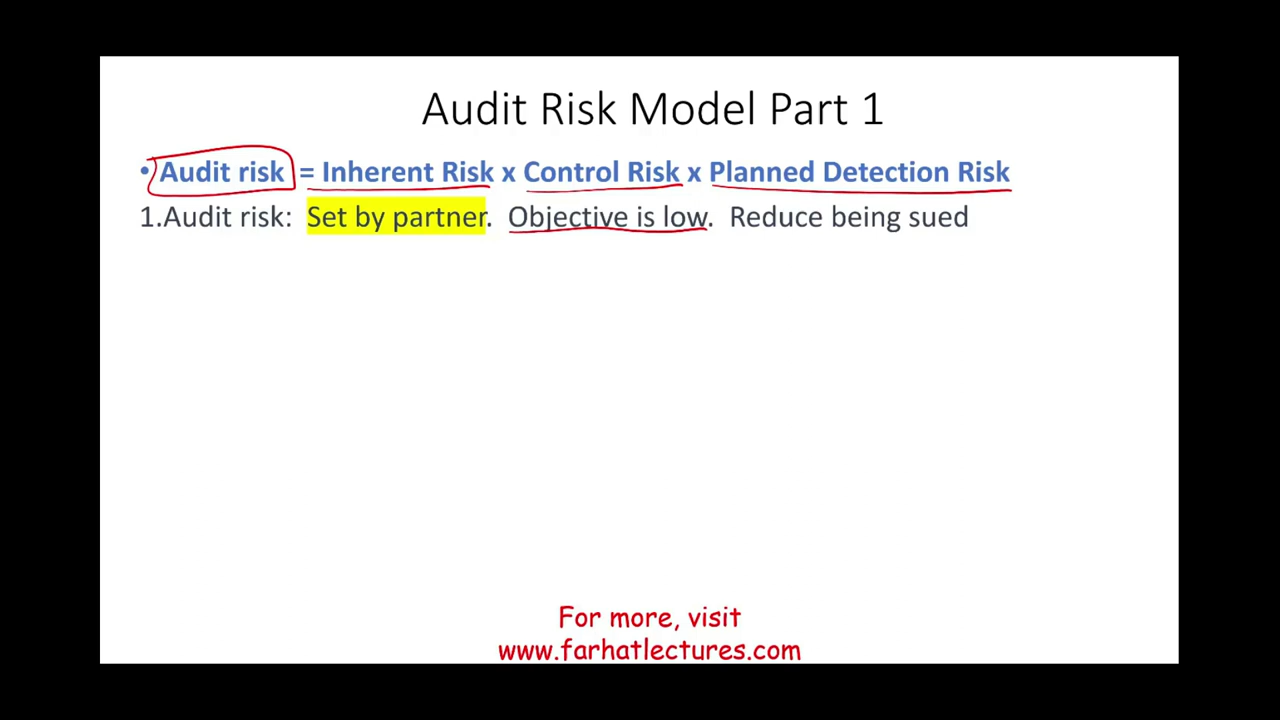 Audit Risk Model Part 1
• Audit risk = Inherent Risk x Control Risk x Planned Detection Risk
1.Audit risk: Set by partner. Objective is low. Reduce being sued
For more, visit
www.farhatlectures.com